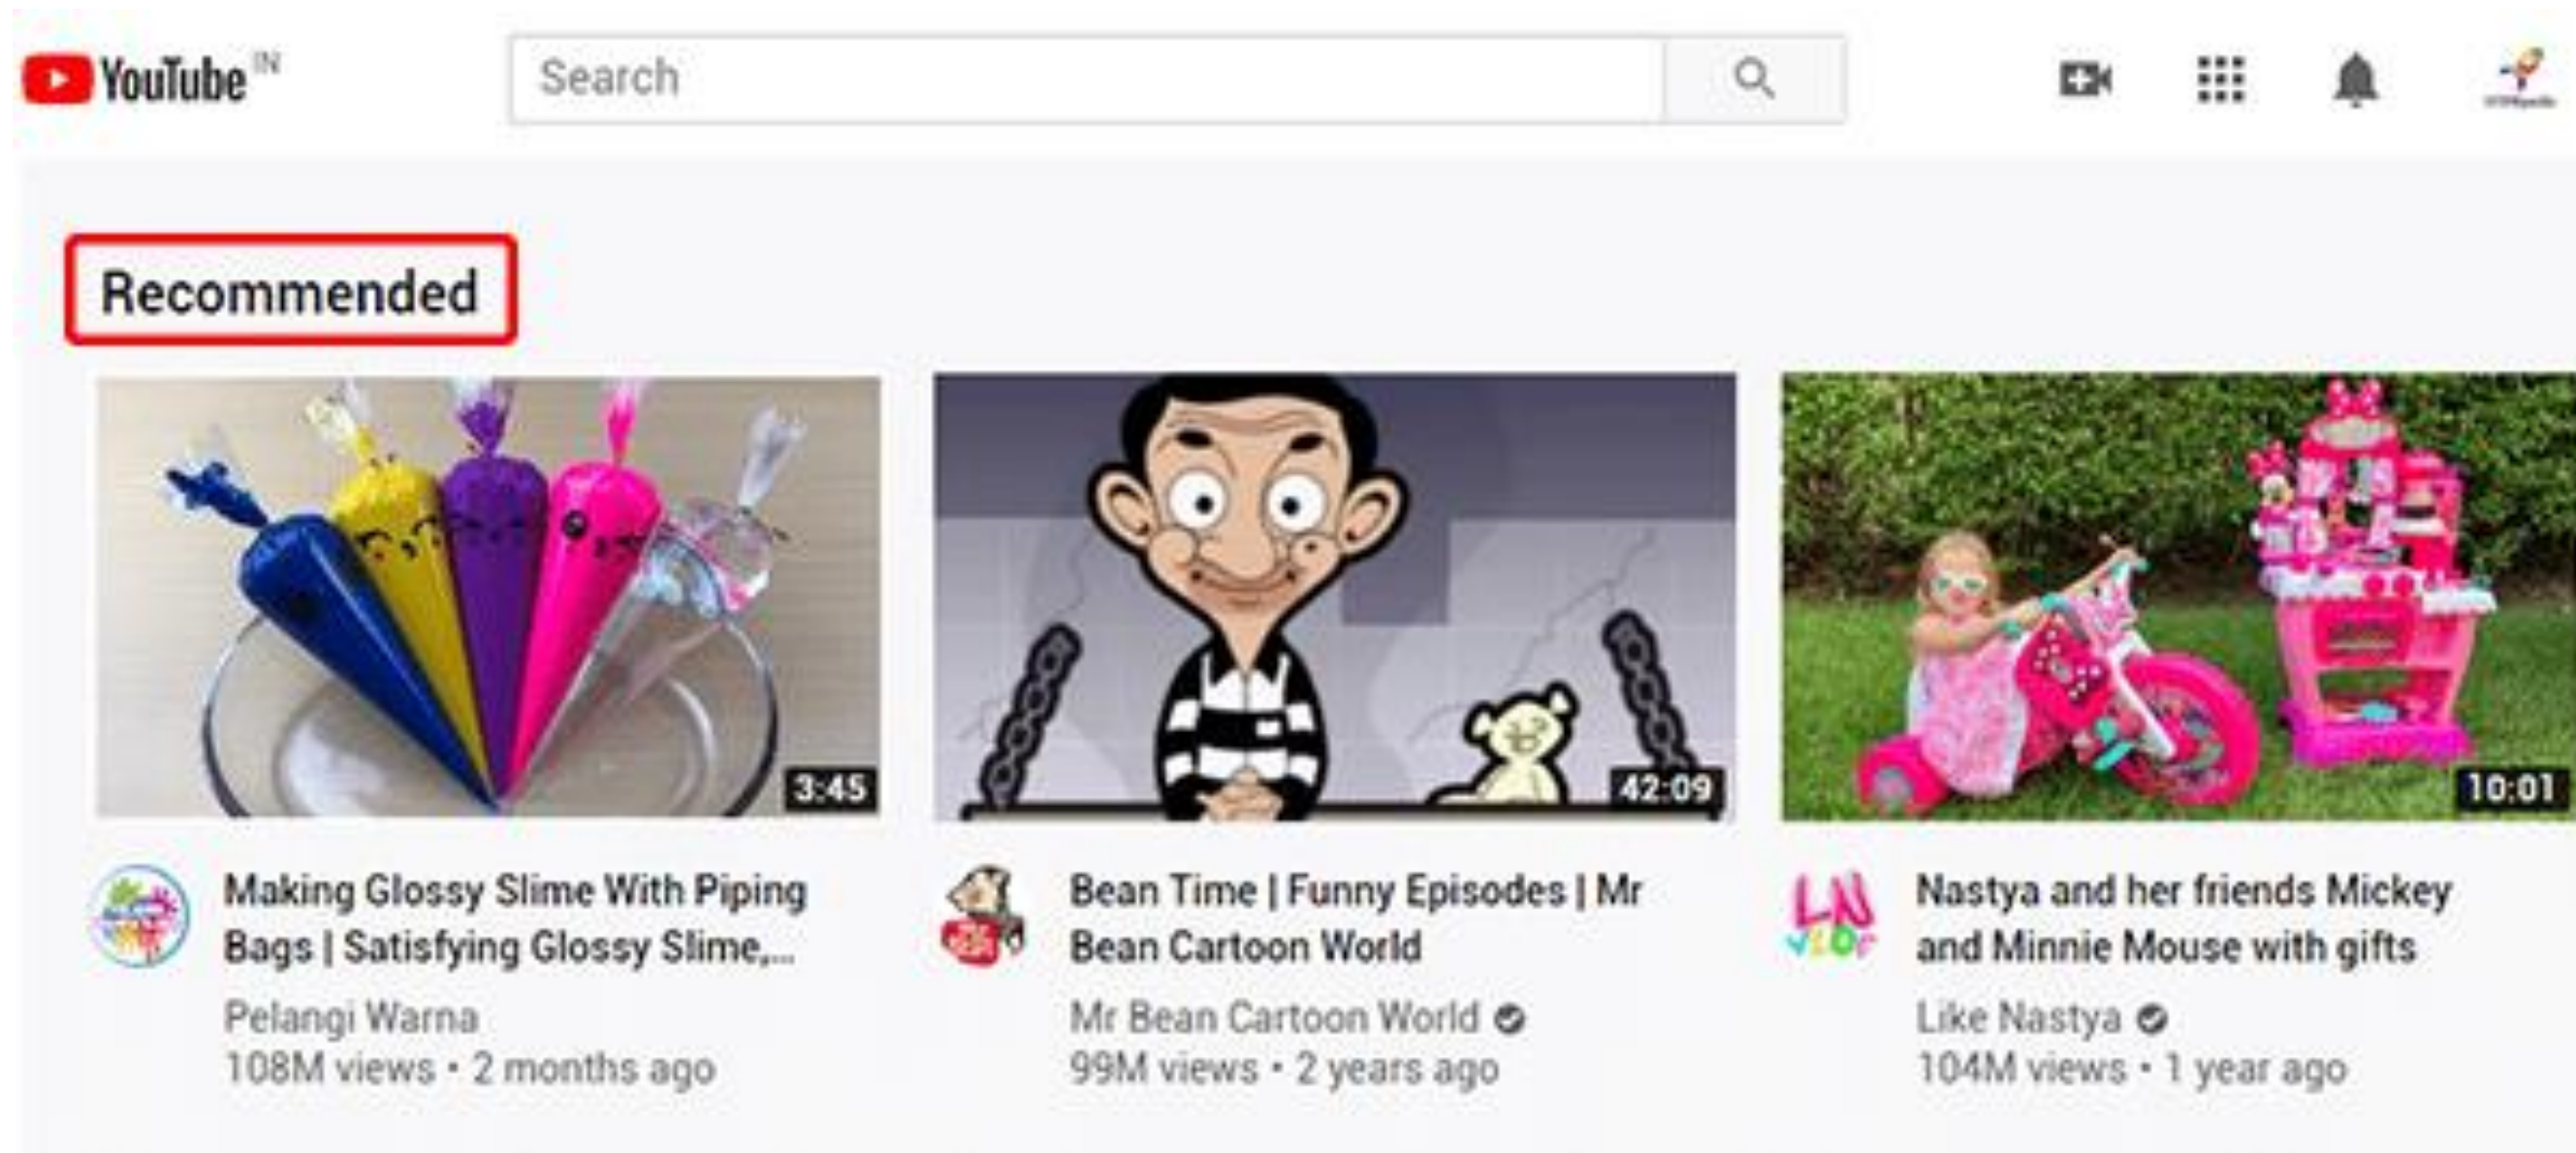 YouTube IN
Search
Recommended
3:45
42:09
10:01
Making Glossy Slime With Piping
Bags | Satisfying Glossy Slime,...
Pelangi Warna
108M views • 2 months ago
Bean Time | Funny Episodes | Mr
Bean Cartoon World
Mr Bean Cartoon World
99M views • 2 years ago
LN
VLOG
Nastya and her friends Mickey
and Minnie Mouse with gifts
Like Nastya
104M views • 1 year ago